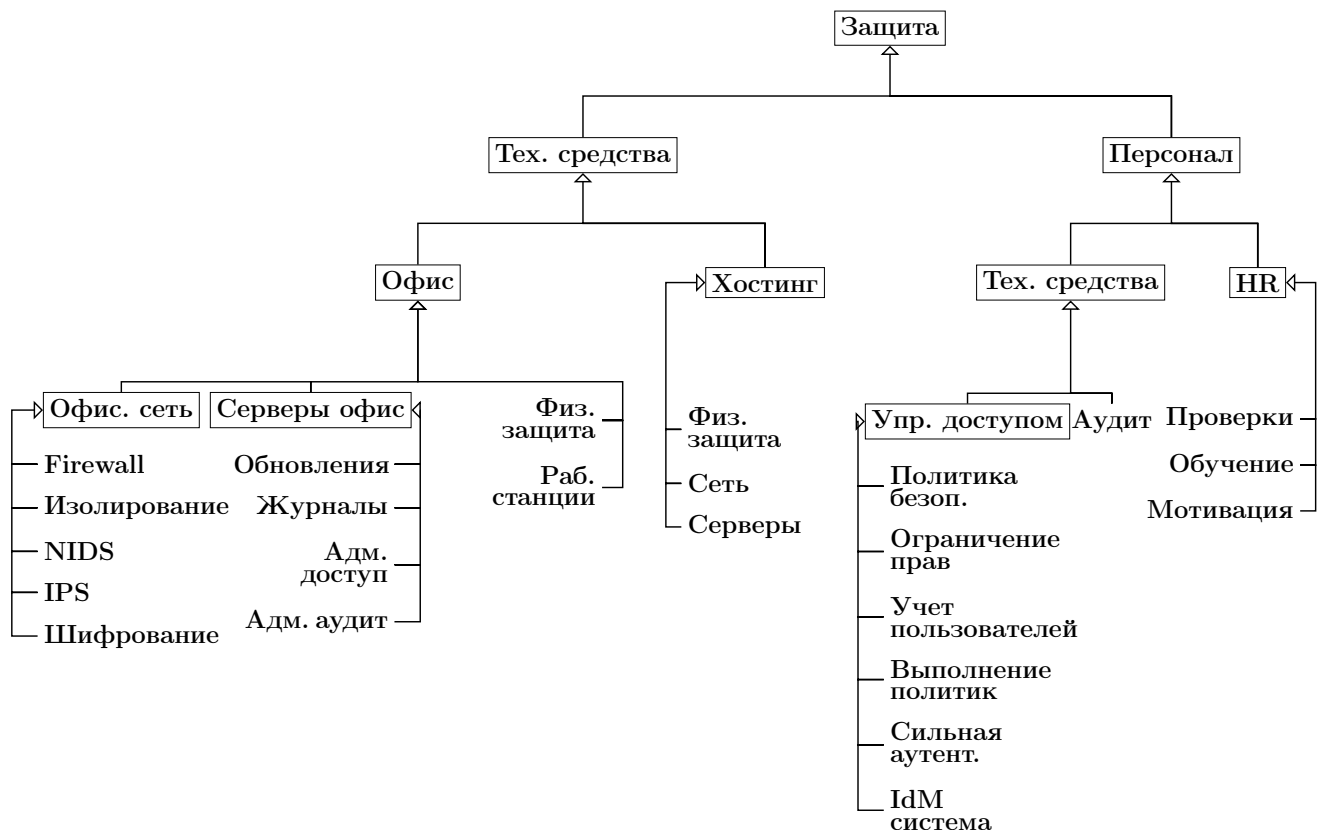 Защита
Тех. средства
Персонал
Офис
Хостинг
Тех. средства
HR
Офис. сеть
Серверы офис
Физ.
защита
Раб.
станции
Firewall
Изолирование
NIDS
IPS
Шифрование
Обновления
Журналы
Адм.
доступ
Адм. аудит
Физ.
защита
Сеть
Серверы
Упр. доступом
Аудит
Политика
безоп.
Ограничение
прав
Учет
пользователей
Выполнение
политик
Сильная
аутент.
IdM
система
Проверки
Обучение
Мотивация